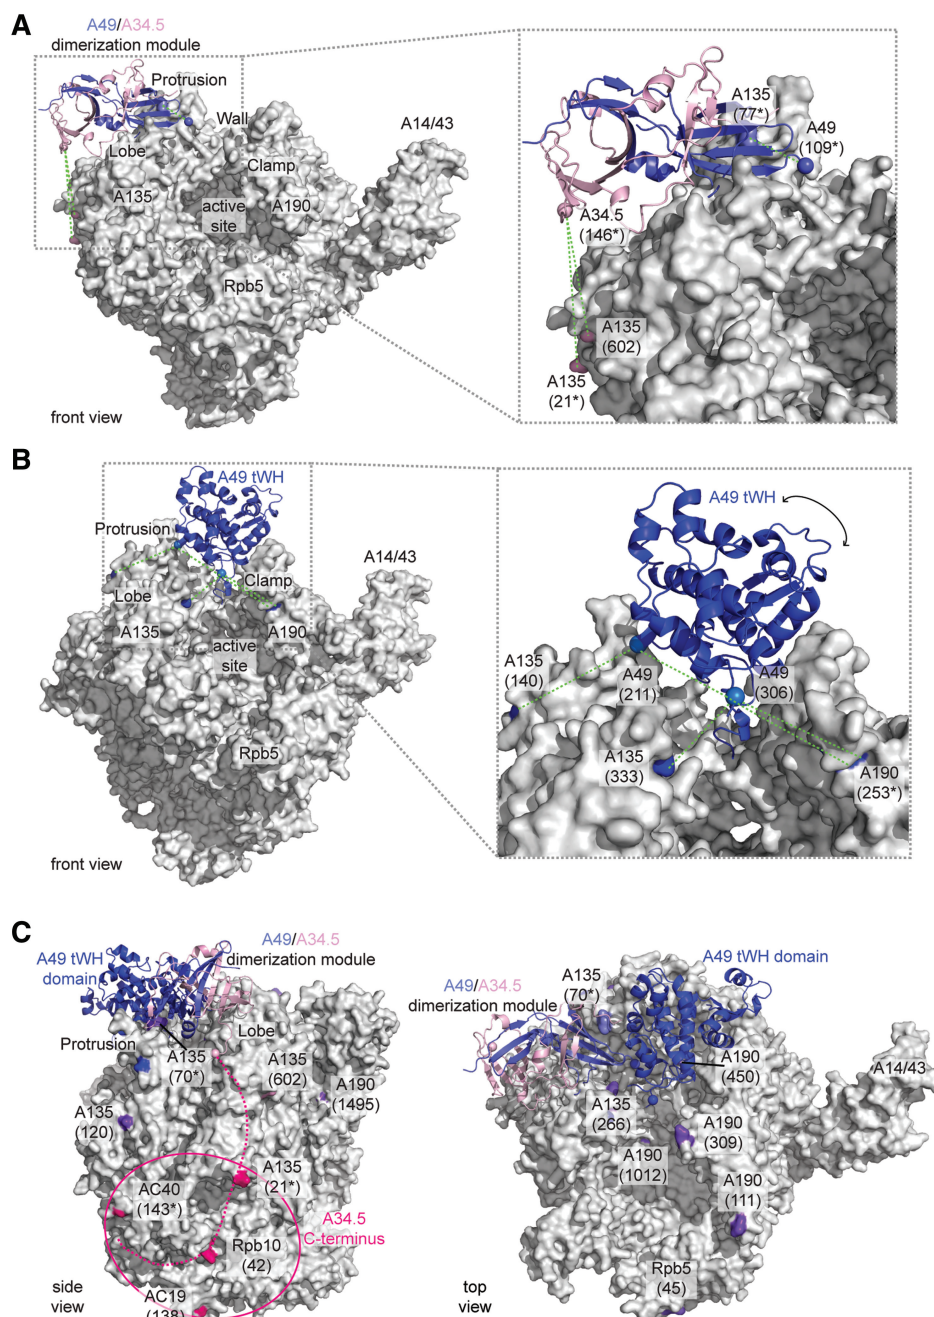 A
A49/A34.5
dimerization module
Protrusion
Wall
A14/43
Lobe
Clamp
A135
A190
active
site
Rpb5
front view
A135
(77*)
A49
(109*)
A34.5
(146*)
A135
(602)
A135
(21*)
B
A49 tWH
Protrusion
A14/43
Clamp
Lobe
A135
A190
active
site
Rpb5
front view
A49 tWH
A135
(140)
A49
(211)
A49
(306)
A135
(333)
A190
(253*)
C
A49 tWH
domain
A49/A34.5
dimerization module
Protrusion
Lobe
A135
(70*)
A135
(602)
A190
(1495)
A135
(120)
A135
(21*)
AC40
(143*)
A34.5
C-terminus
Rpb10
(42)
side
view
AC19
(138)
A49/A34.5
dimerization module
A135
(70*)
A49 tWH domain
A190
(450)
A14/43
A135
(266)
A190
(309)
A190
(1012)
A190
(111)
Rpb5
(45)
top
view